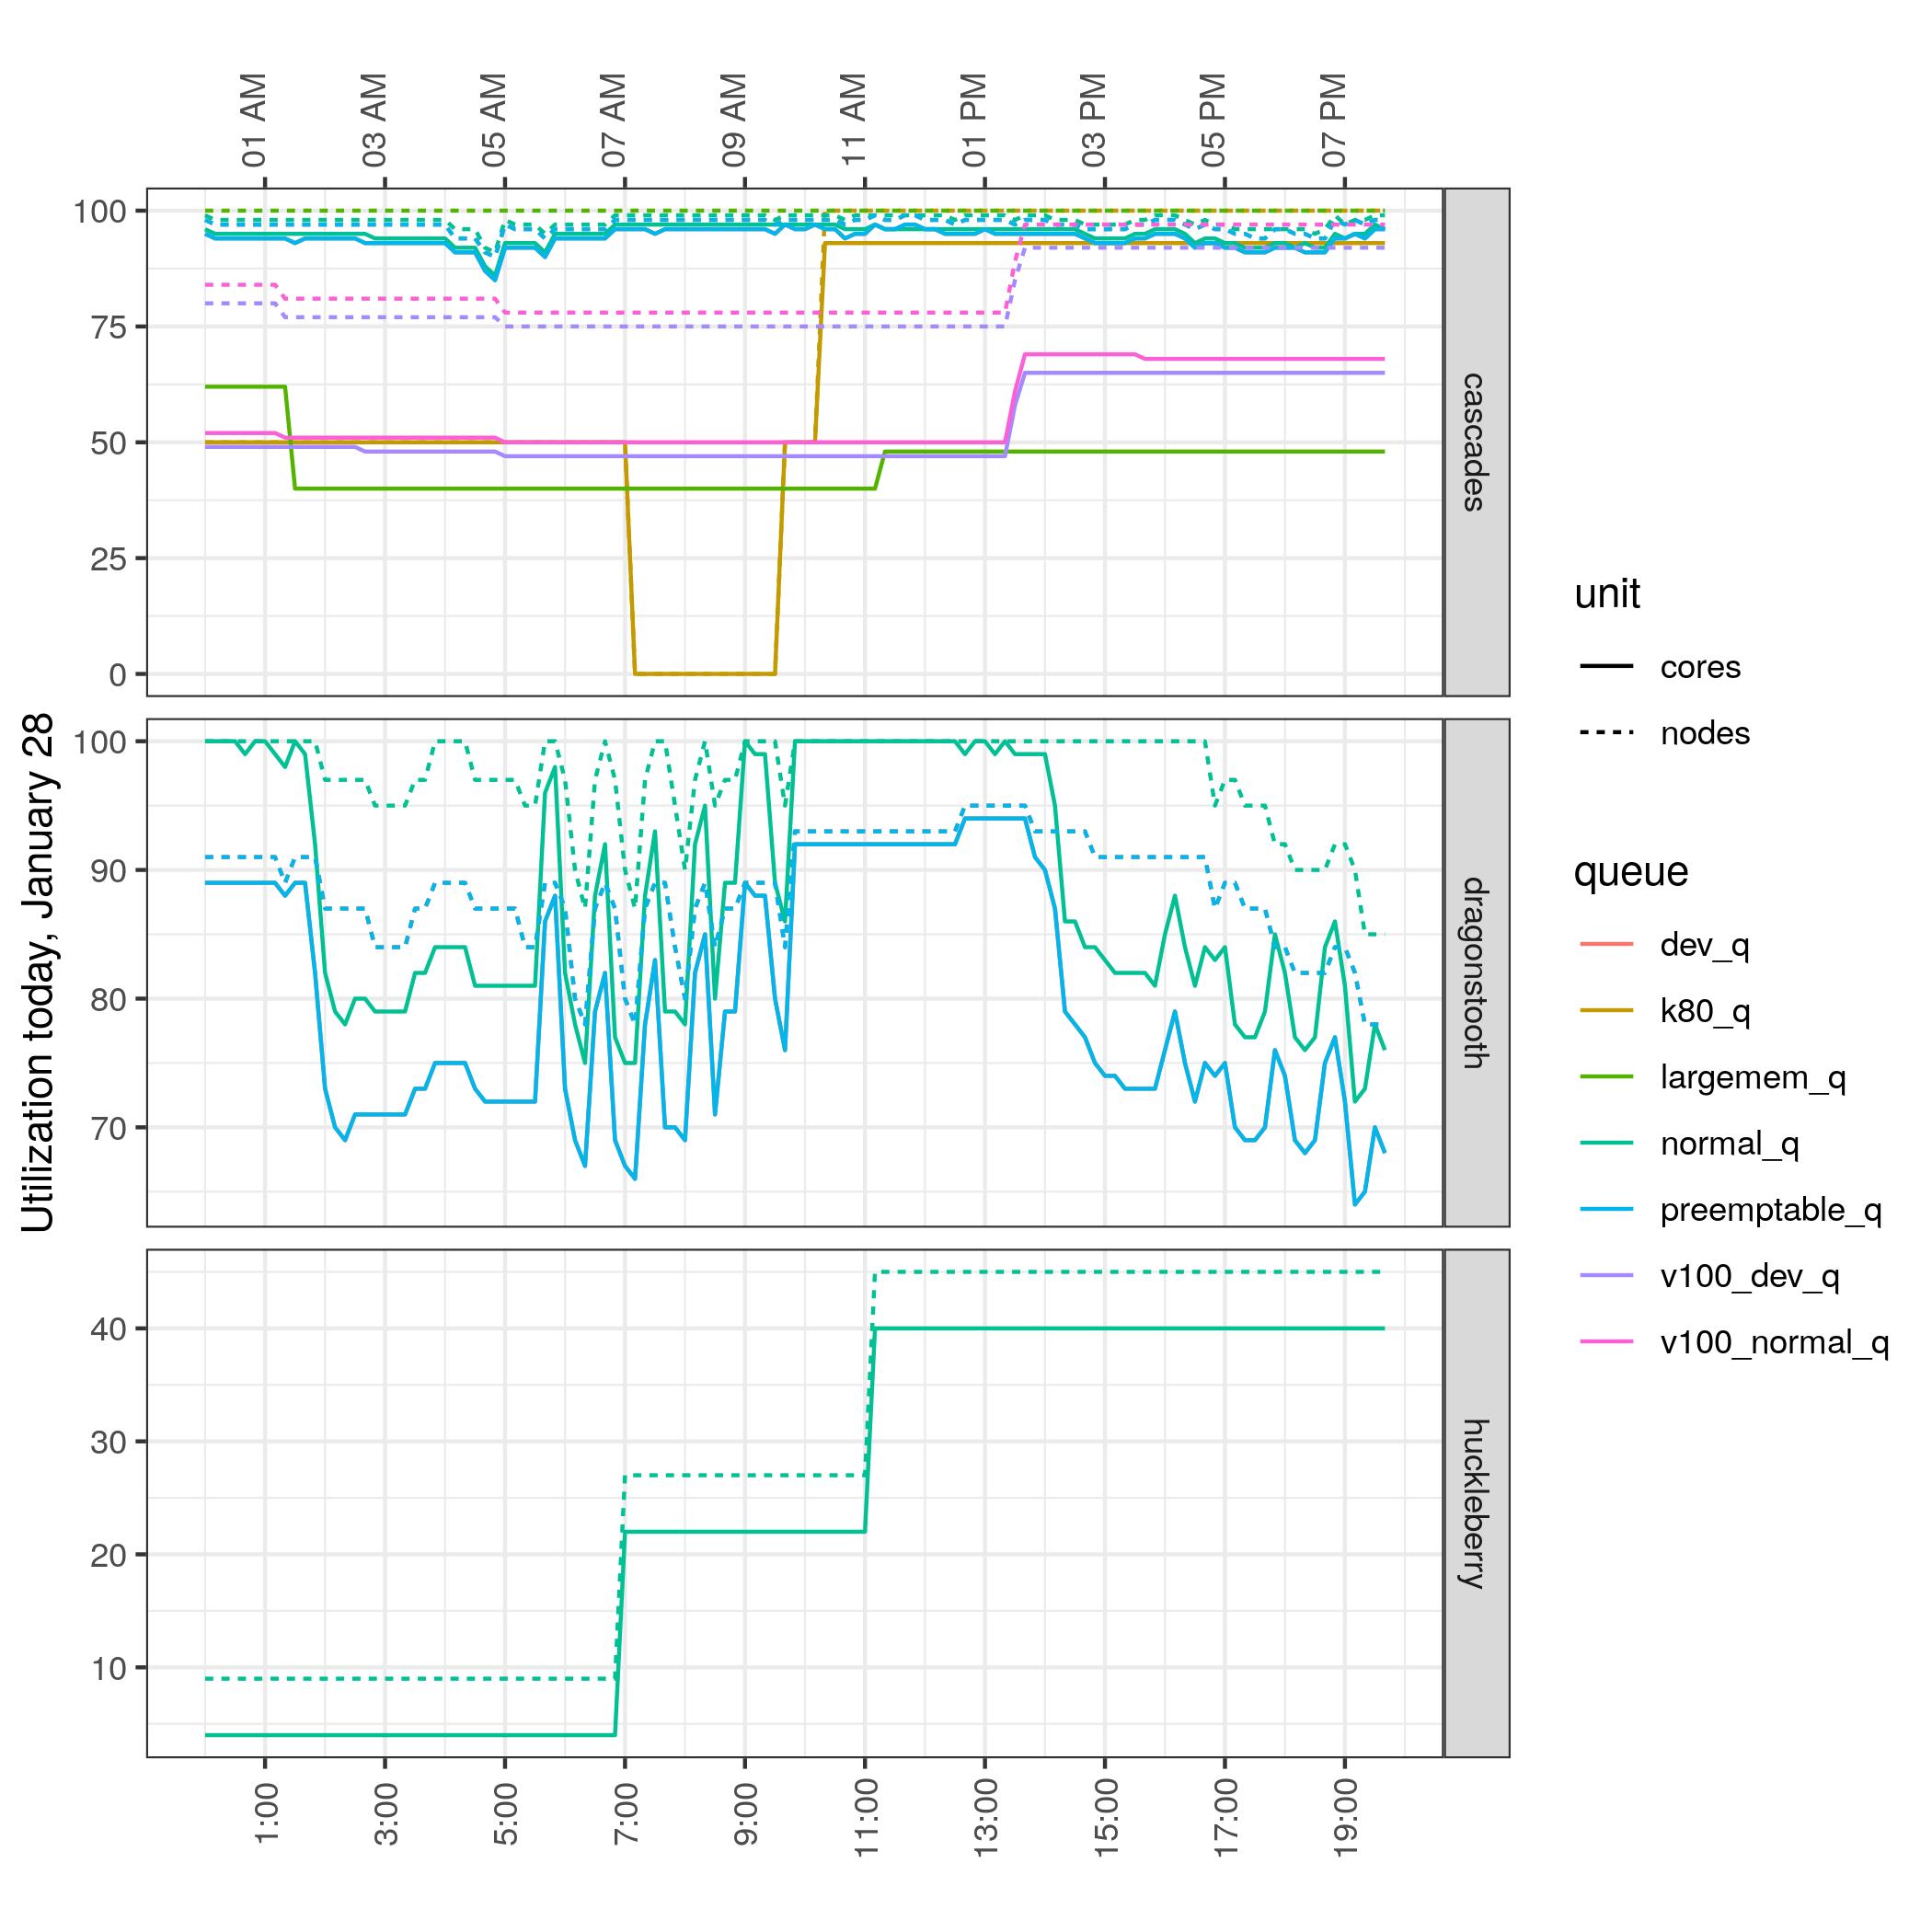 01 AM
03 AM
05 AM
07 AM
09 AM
11 AM
01 PM
03 PM
05 PM
07 PM
Utilization today, January 28
100
75
50
25
0
cascades
100
90
80
70
dragonstooth
40
30
20
10
huckleberry
1:00
3:00
5:00
7:00
9:00
11:00
13:00
15:00
17:00
19:00
unit
cores
nodes
queue
dev_q
k80_q
largemem_q
normal_q
preemptable_q
v100_dev_q
v100_normal_q